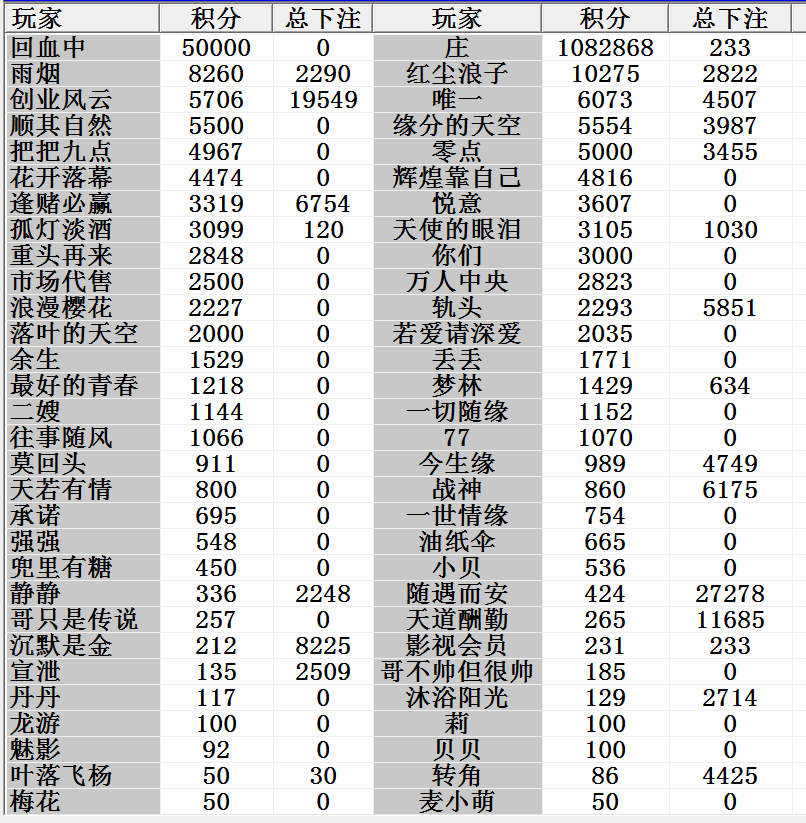 玩家 积分 总下注 玩家 积分 总下注
回血中 50000 0 庄 1082868 233
雨烟 8260 2290 红尘浪子 10275 2822
创业风云 5706 19549 唯一 6073 4507
顺其自然 5500 0 缘分的天空 5554 3987
把把九点 4967 0 零点 5000 3455
花开落幕 4474 0 辉煌靠自己 4816 0
逢赌必赢 3319 6754 悦意 3607 0
孤灯淡酒 3099 120 天使的眼泪 3105 1030
重头再来 2848 0 你们 3000 0
市场代售 2500 0 万人中央 2823 0
浪漫樱花 2227 0 轨头 2293 5851
落叶的天空 2000 0 若爱请深爱 2035 0
余生 1529 0 丢丢 1771 0
最好的青春 1218 0 梦林 1429 634
二嫂 1144 0 一切随缘 1152 0
往事随风 1066 0 77 1070 0
莫回头 911 0 今生缘 989 4749
天若有情 800 0 战神 860 6175
承诺 695 0 一世情缘 754 0
强强 548 0 油纸伞 665 0
兜里有糖 450 0 小贝 536 0
静静 336 2248 随遇而安 424 27278
哥只是传说 257 0 天道酬勤 265 11685
沉默是金 212 8225 影视会员 231 233
宣泄 135 2509 哥不帅但很帅 185 0
丹丹 117 0 沐浴阳光 129 2714
龙游 100 0 莉 100 0
魅影 92 0 贝贝 100 0
叶落飞杨 50 30 转角 86 4425
梅花 50 0 麦小萌 50 0